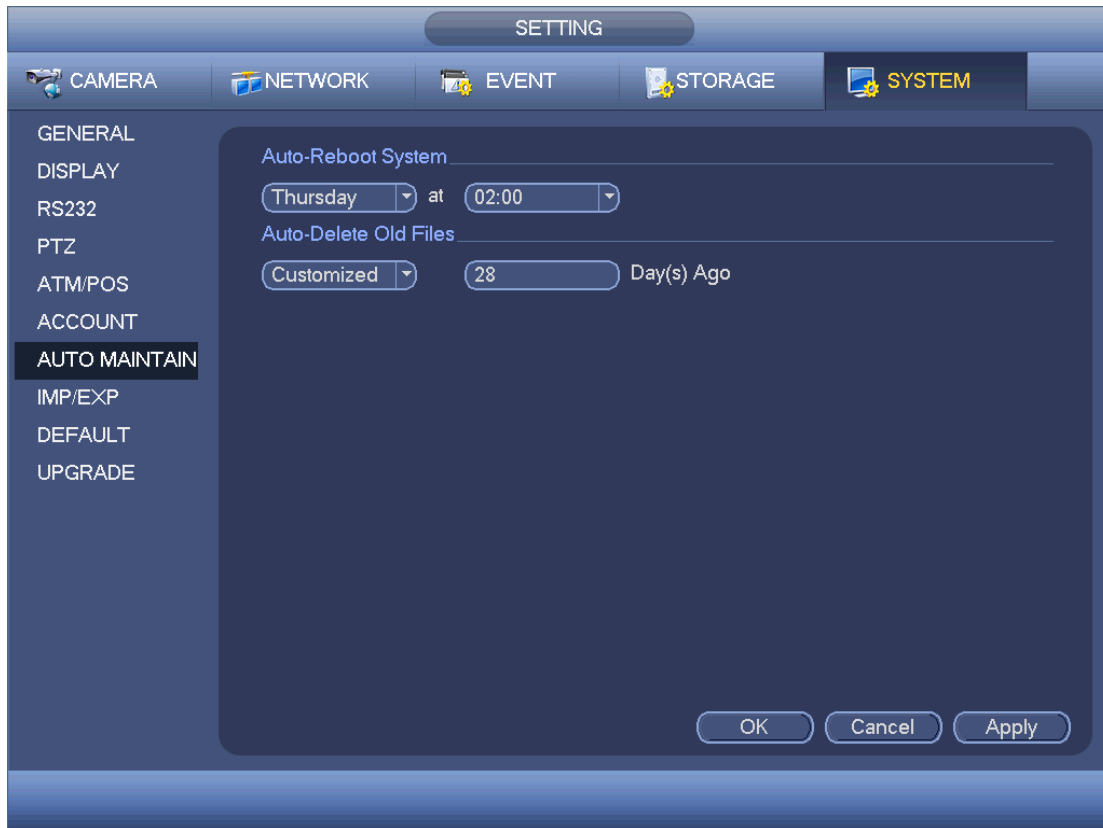 SETTING
CAMERA NETWORK EVENT STORAGE SYSTEM
GENERAL
DISPLAY
RS232
PTZ
ATM/POS
ACCOUNT
AUTO MAINTAIN
IMP/EXP
DEFAULT
UPGRADE
Auto-Reboot System
Thursday at 02:00
Auto-Delete Old Files
Customized 28 Day(s) Ago
OK Cancel Apply